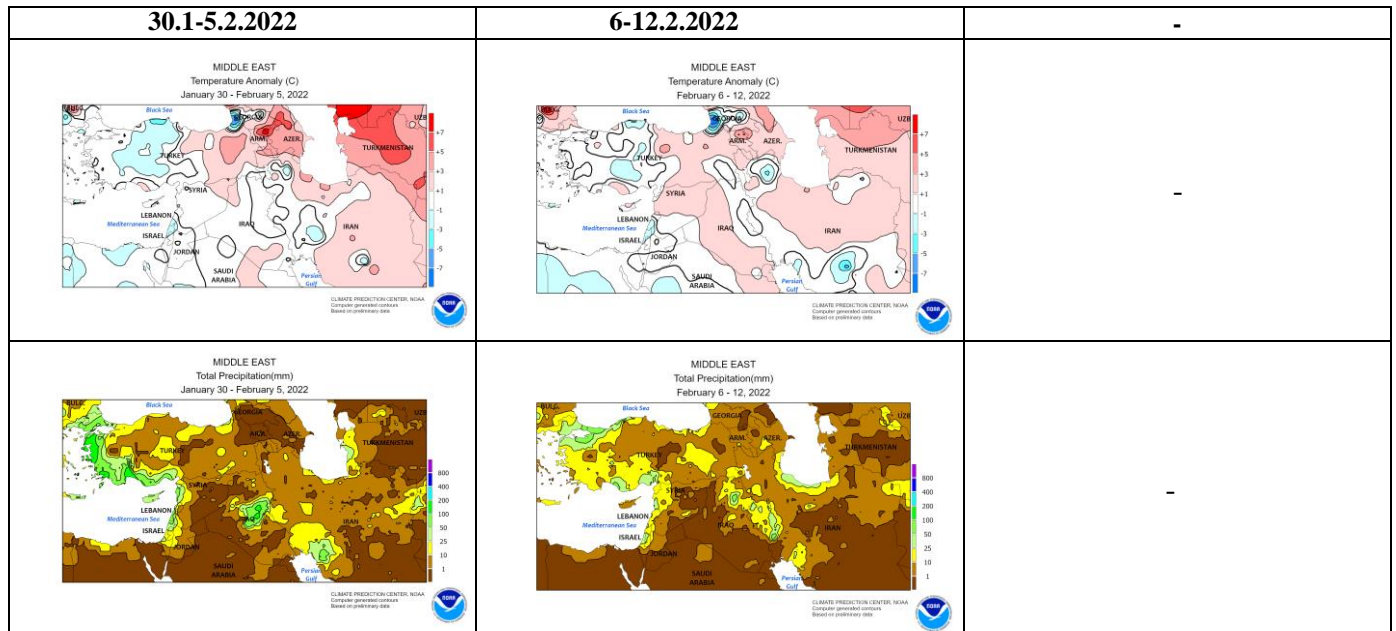 30.1-5.2.2022
6-12.2.2022
-
MIDDLE EAST
Temperature Anomaly (C)
January 30 - February 5, 2022
Black Sea
GEORGIA
UZB
ARM.
AZER.
TURKEY
TURKMENISTAN
SYRIA
LEBANON
Mediterranean Sea
ISRAEL
IRAQ
IRAN
JORDAN
SAUDI
ARABIA
Persian
Gulf
+7
+5
+3
+1
-1
-3
-5
-7
CLIMATE PREDICTION CENTER, NOAA
Computer generated contours
Based on preliminary data
NOAA
MIDDLE EAST
Temperature Anomaly (C)
February 6 - 12, 2022
Black Sea
GEORGIA
UZB
ARM.
AZER.
TURKEY
TURKMENISTAN
SYRIA
LEBANON
Mediterranean Sea
ISRAEL
IRAQ
IRAN
JORDAN
SAUDI
ARABIA
Persian
Gulf
+7
+5
+3
+1
-1
-3
-5
-7
CLIMATE PREDICTION CENTER, NOAA
Computer generated contours
Based on preliminary data
NOAA
-
MIDDLE EAST
Total Precipitation(mm)
January 30 - February 5, 2022
BULG.
Black Sea
GEORGIA
UZB
ARM.
AZER.
TURKEY
TURKMENISTAN
SYRIA
LEBANON
Mediterranean Sea
ISRAEL
IRAQ
IRAN
JORDAN
SAUDI
ARABIA
Persian
Gulf
800
400
200
100
50
25
10
1
CLIMATE PREDICTION CENTER, NOAA
Computer generated contours
Based on preliminary data
NOAA
MIDDLE EAST
Total Precipitation(mm)
February 6 - 12, 2022
BULG.
Black Sea
GEORGIA
UZB
ARM.
AZER.
TURKEY
TURKMENISTAN
SYRIA
LEBANON
Mediterranean Sea
ISRAEL
IRAQ
IRAN
JORDAN
SAUDI
ARABIA
Persian
Gulf
800
400
200
100
50
25
10
1
CLIMATE PREDICTION CENTER, NOAA
Computer generated contours
Based on preliminary data
NOAA
-